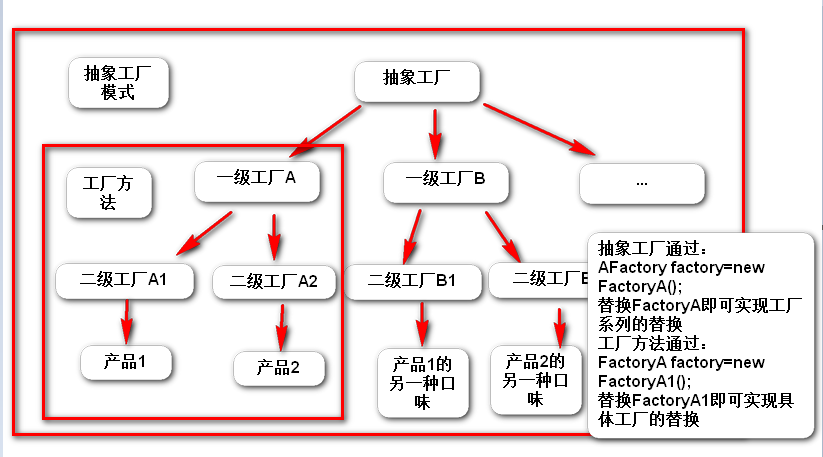 抽象工厂
模式
抽象工厂
工厂方
法
一级工厂A
一级工厂B
...
二级工厂A1
二级工厂A2
二级工厂B1
二级工厂
产品1
产品2
产品1的
另一种口
味
产品2的
另一种口
味
抽象工厂通过：
AFactory factory=new
FactoryA();
替换FactoryA即可实现工厂
系列的替换
工厂方法通过：
FactoryA factory=new
FactoryA1();
替换FactoryA1即可实现具
体工厂的替换